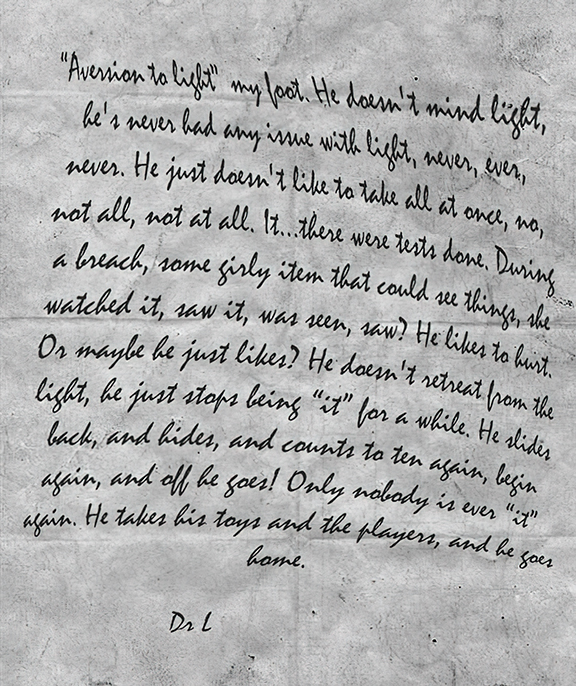 "Aversion to light" my foot. He doesn't mind light,
he's never had any issue with light, never, ever,
never. He just doesn't like to take all at once, no,
not all, not at all. It...there were tests done. During
a breach, some girly item that could see things, she
watched it, saw it, was seen, saw? He likes to hurt.
Or maybe he just likes? He doesn't retreat from the
light, he just stops being "it" for a while. He slides
back, and hides, and counts to ten again, begin
again, and off he goes! Only nobody is ever "it"
again. He takes his toys and the players, and he goes
home.
Dr L